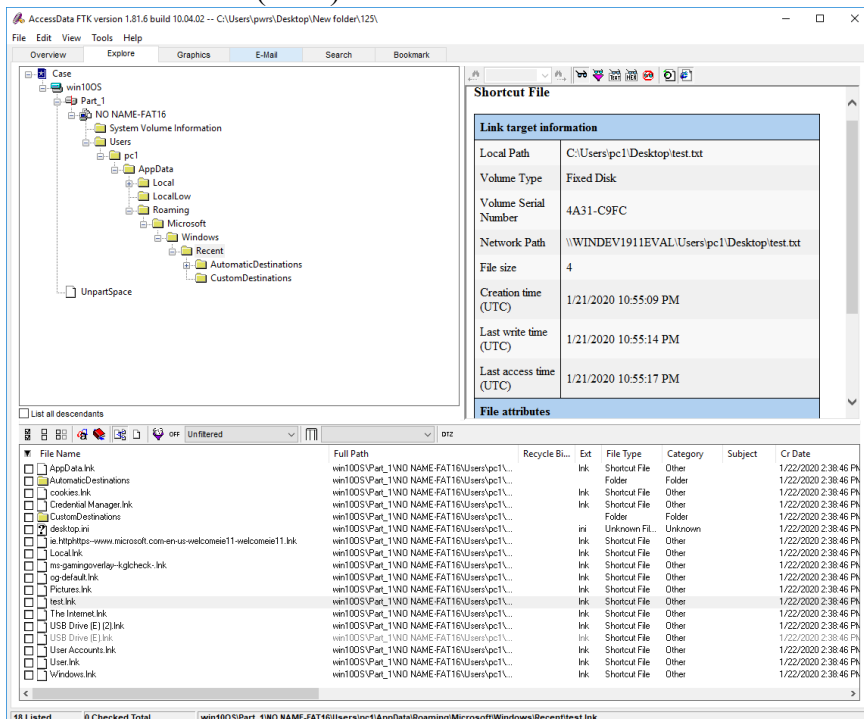 AccessData FTK version 1.81.6 build 10.04.02 -- C:\Users\pwrs\Desktop\New folder\125\
File Edit View Tools Help
Overview Explore Graphics E-Mail Search Bookmark
Case
win10OS
Part_1
NO NAME-FAT16
System Volume Information
Users
pc1
AppData
Local
LocalLow
Roaming
Microsoft
Windows
Recent
AutomaticDestinations
CustomDestinations
UnpartSpace
List all descendants
Shortcut File
Link target information
Local Path C:\Users\pc1\Desktop\test.txt
Volume Type Fixed Disk
Volume Serial
Number 4A31-C9FC
Network Path \\WINDEV1911EVAL\Users\pc1\Desktop\test.txt
File size 4
Creation time
(UTC) 1/21/2020 10:55:09 PM
Last write time
(UTC) 1/21/2020 10:55:14 PM
Last access time
(UTC) 1/21/2020 10:55:17 PM
File attributes
OFF Unfiltered DTZ
File Name Full Path Recycle Bi... Ext File Type Category Subject Cr Date
AppData.lnk win10OS\Part_1\NO NAME-FAT16\Users\pc1\... lnk Shortcut File Other 1/22/2020 2:38:46 PM
AutomaticDestinations win10OS\Part_1\NO NAME-FAT16\Users\pc1\... Folder Folder 1/22/2020 2:38:46 PM
cookies.lnk win10OS\Part_1\NO NAME-FAT16\Users\pc1\... lnk Shortcut File Other 1/22/2020 2:38:46 PM
Credential Manager.lnk win10OS\Part_1\NO NAME-FAT16\Users\pc1\... lnk Shortcut File Other 1/22/2020 2:38:46 PM
CustomDestinations win10OS\Part_1\NO NAME-FAT16\Users\pc1\... Folder Folder 1/22/2020 2:38:46 PM
desktop.ini win10OS\Part_1\NO NAME-FAT16\Users\pc1\... ini Unknown Fil... Unknown 1/22/2020 2:38:46 PM
ie.httphttps--www.microsoft.com-en-us-welcomeie11-welcomeie11.lnk win10OS\Part_1\NO NAME-FAT16\Users\pc1\... lnk Shortcut File Other 1/22/2020 2:38:46 PM
Local.lnk win10OS\Part_1\NO NAME-FAT16\Users\pc1\... lnk Shortcut File Other 1/22/2020 2:38:46 PM
ms-gamingoverlay--kglcheck-.lnk win10OS\Part_1\NO NAME-FAT16\Users\pc1\... lnk Shortcut File Other 1/22/2020 2:38:46 PM
og-default.lnk win10OS\Part_1\NO NAME-FAT16\Users\pc1\... lnk Shortcut File Other 1/22/2020 2:38:46 PM
Pictures.lnk win10OS\Part_1\NO NAME-FAT16\Users\pc1\... lnk Shortcut File Other 1/22/2020 2:38:46 PM
test.lnk win10OS\Part_1\NO NAME-FAT16\Users\pc1\... lnk Shortcut File Other 1/22/2020 2:38:46 PM
The Internet.lnk win10OS\Part_1\NO NAME-FAT16\Users\pc1\... lnk Shortcut File Other 1/22/2020 2:38:46 PM
USB Drive (E) (2).lnk win10OS\Part_1\NO NAME-FAT16\Users\pc1\... lnk Shortcut File Other 1/22/2020 2:38:46 PM
USB Drive (E).lnk win10OS\Part_1\NO NAME-FAT16\Users\pc1\... lnk Shortcut File Other 1/22/2020 2:38:46 PM
User Accounts.lnk win10OS\Part_1\NO NAME-FAT16\Users\pc1\... lnk Shortcut File Other 1/22/2020 2:38:46 PM
User.lnk win10OS\Part_1\NO NAME-FAT16\Users\pc1\... lnk Shortcut File Other 1/22/2020 2:38:46 PM
Windows.lnk win10OS\Part_1\NO NAME-FAT16\Users\pc1\... lnk Shortcut File Other 1/22/2020 2:38:46 PM
18 Listed 0 Checked Total win10OS\Part_1\NO NAME-FAT16\Users\pc1\AppData\Roaming\Microsoft\Windows\Recent\test.lnk